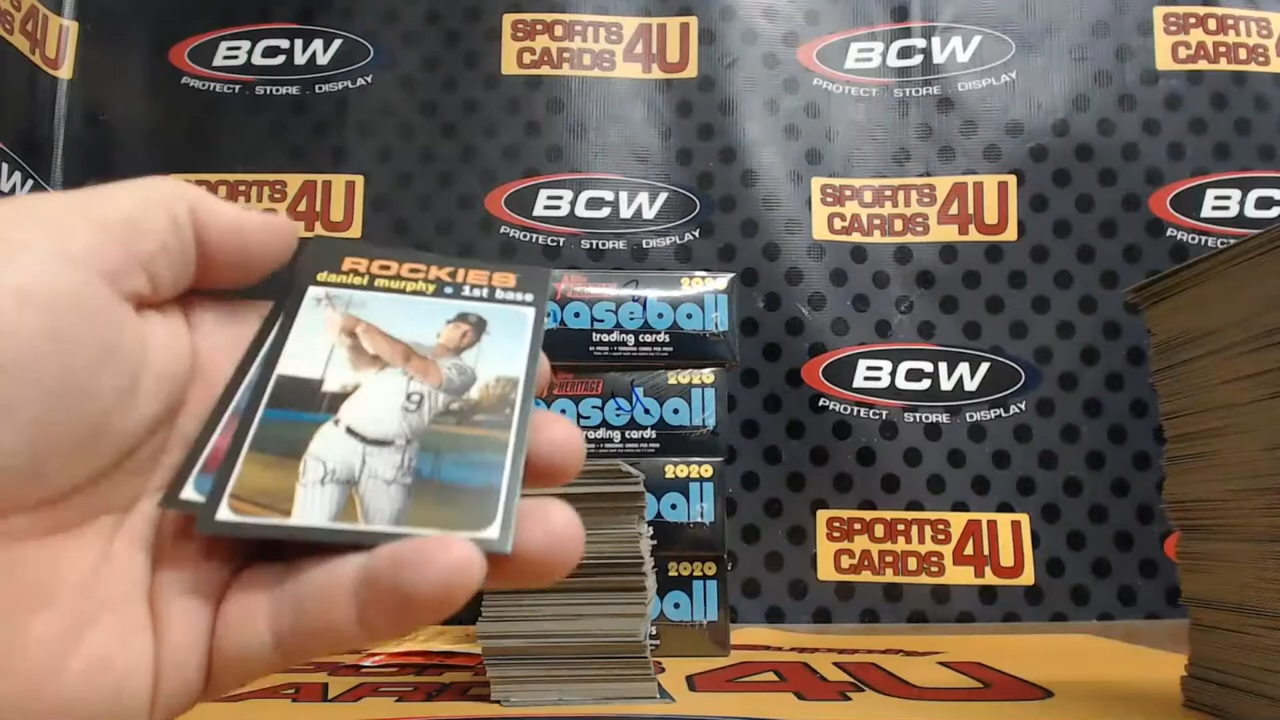 CARDS 4U
BCW
PROTECT . STORE . DISPLAY
SPORTS
CARDS 4U
BCW
PROTECT . STORE . DISPLAY
SPORTS
CARDS
SPORTS 4U
BCW
PROTECT . STORE . DISPLAY
SPORTS
CARDS 4U
BC
PROTECT
ROCKIES
daniel murphy • 1st base
9
2020
baseball
trading cards
HERITAGE
2020
baseball
trading cards
BCW
PROTECT . STORE . DISPLAY
2020
ball
SPORTS
CARDS 4U
2020
ball
4U